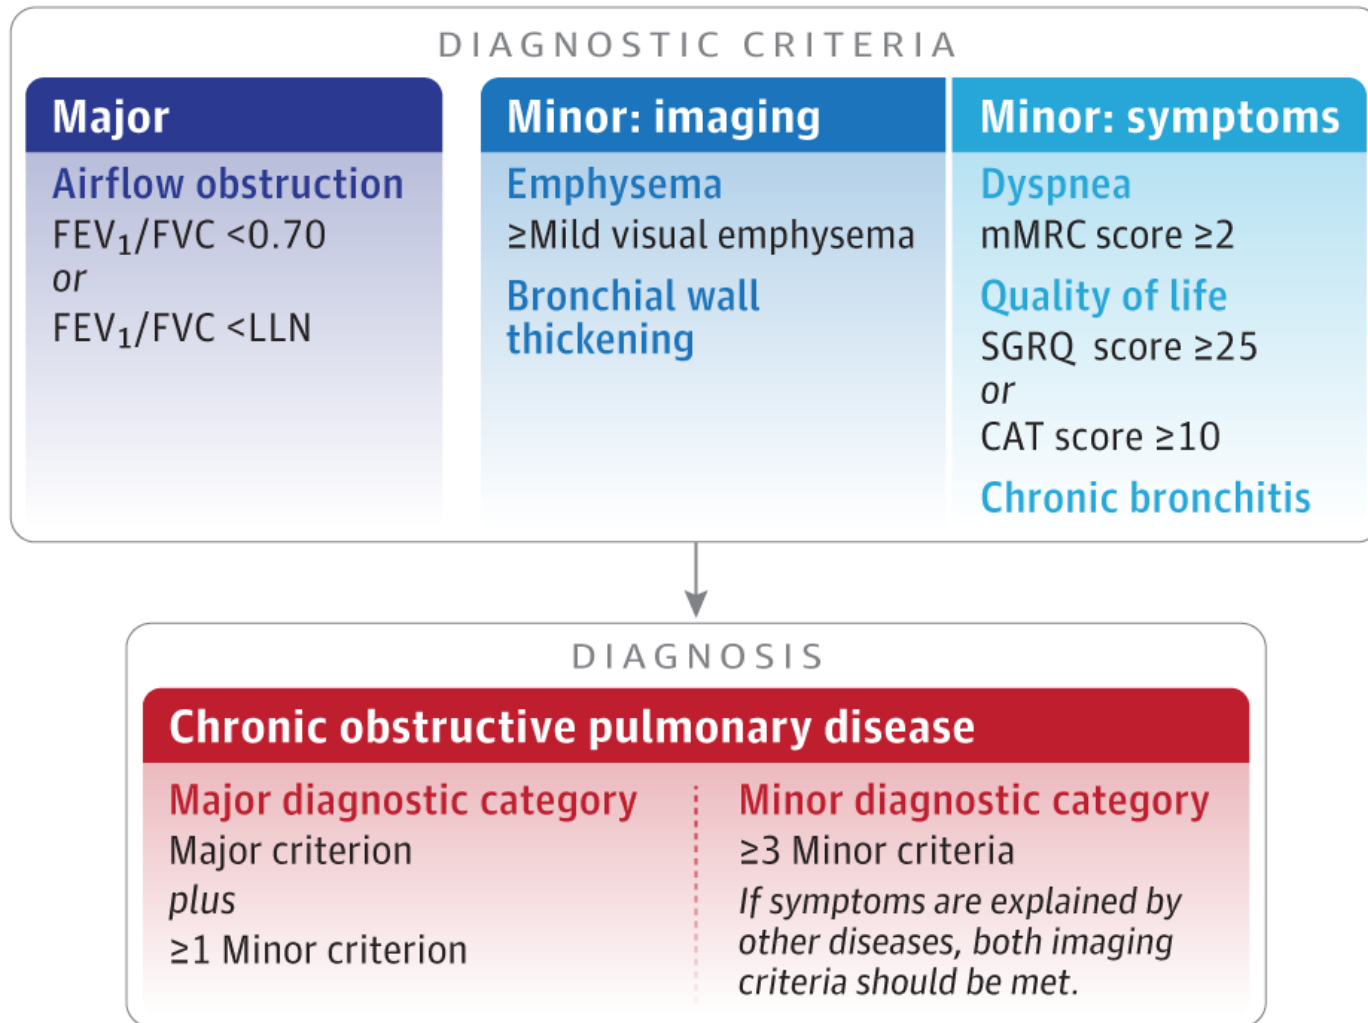 DIAGNOSTIC CRITERIA
Major
Airflow obstruction
FEV₁/FVC <0.70
or
FEV₁/FVC <LLN
Minor: imaging
Emphysema
≥Mild visual emphysema
Bronchial wall
thickening
Minor: symptoms
Dyspnea
mMRC score ≥2
Quality of life
SGRQ score ≥25
or
CAT score ≥10
Chronic bronchitis
DIAGNOSIS
Chronic obstructive pulmonary disease
Major diagnostic category
Major criterion
plus
≥1 Minor criterion
Minor diagnostic category
≥3 Minor criteria
If symptoms are explained by
other diseases, both imaging
criteria should be met.